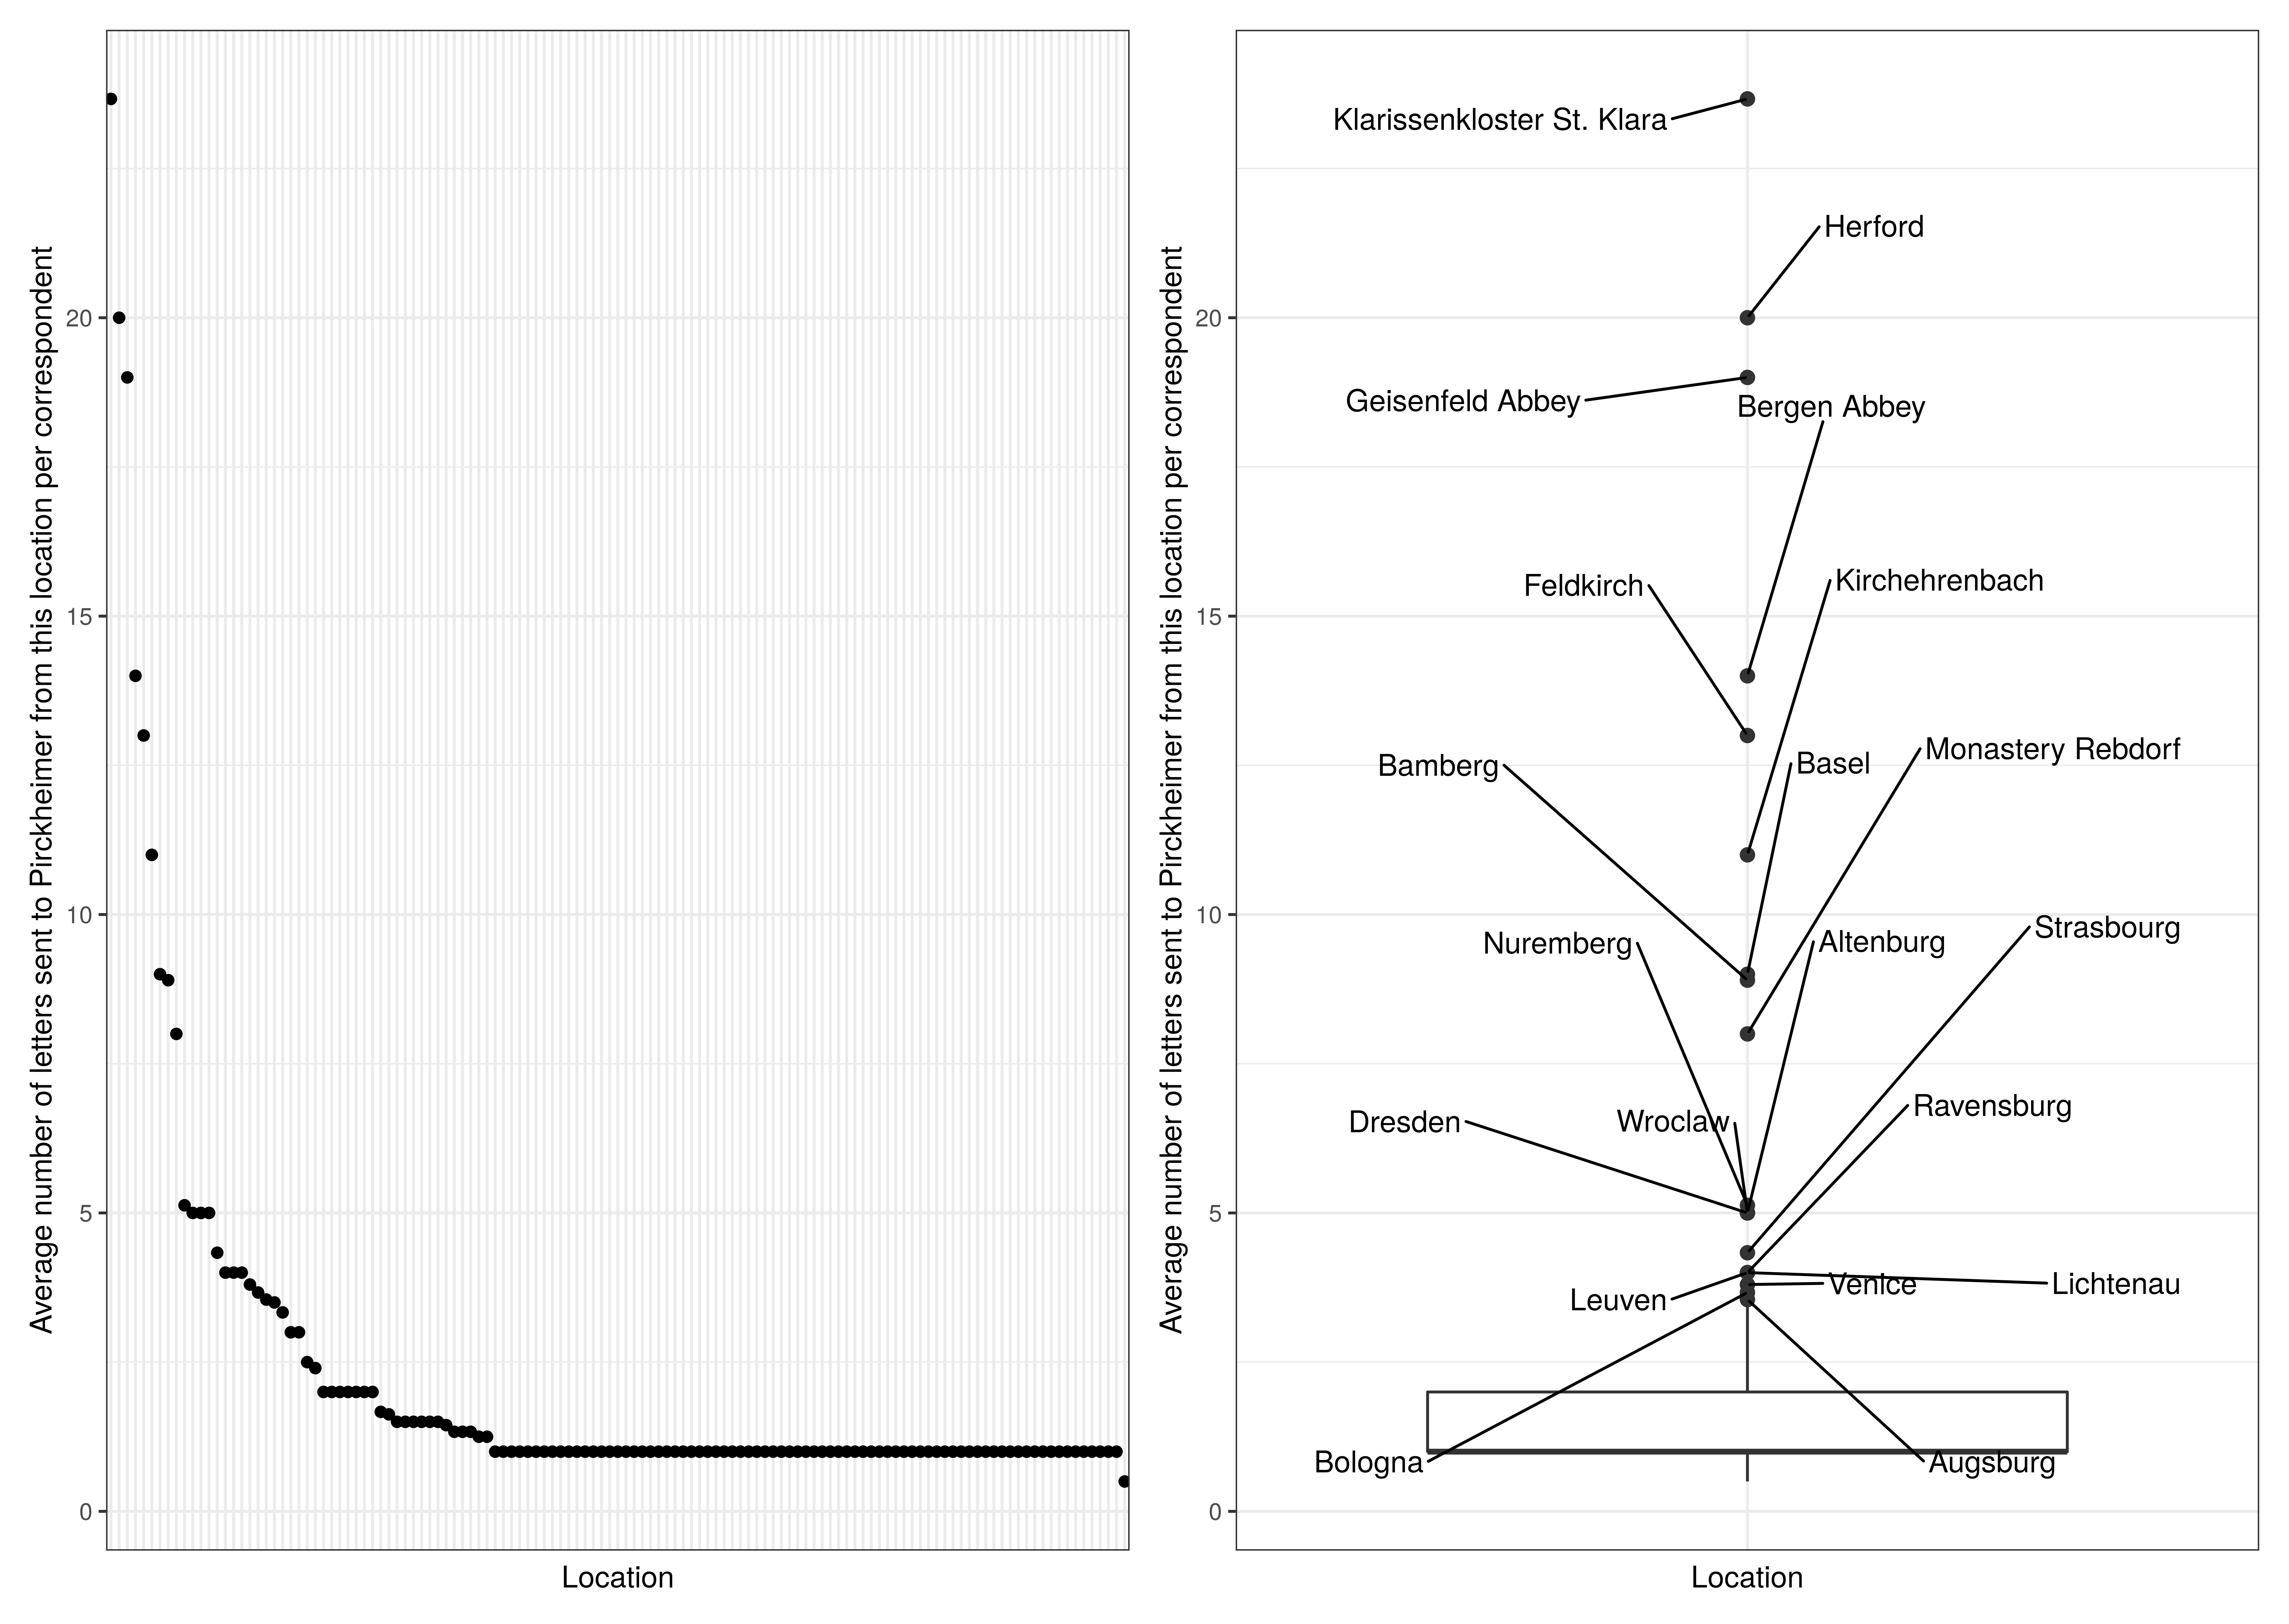 Average number of letters sent to Pirckheimer from this location per correspondent
20
15
10
5
0
Location
Average number of letters sent to Pirckheimer from this location per correspondent
20
15
10
5
0
Klarissenkloster St. Klara
Herford
Geisenfeld Abbey
Bergen Abbey
Feldkirch
Kirchehrenbach
Bamberg
Basel
Monastery Rebdorf
Nuremberg
Altenburg
Strasbourg
Dresden
Wroclaw
Ravensburg
Leuven
Venice
Lichtenau
Bologna
Augsburg
Location